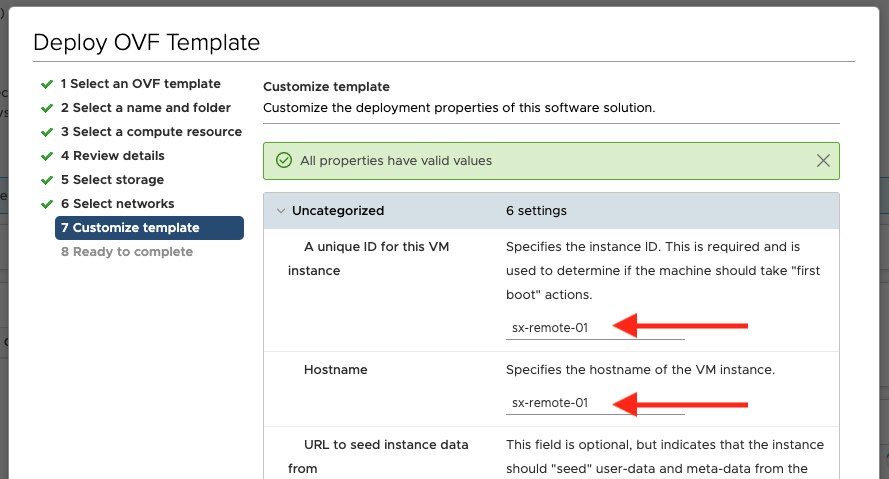 Deploy OVF Template
1 Select an OVF template
2 Select a name and folder
3 Select a compute resource
4 Review details
5 Select storage
6 Select networks
7 Customize template
8 Ready to complete
Customize template
Customize the deployment properties of this software solution.
All properties have valid values
Uncategorized
6 settings
A unique ID for this VM
instance
Specifies the instance ID. This is required and is
used to determine if the machine should take "first
boot" actions.
sx-remote-01
Hostname
Specifies the hostname of the VM instance.
sx-remote-01
URL to seed instance data
from
This field is optional, but indicates that the instance
should "seed" user-data and meta-data from the